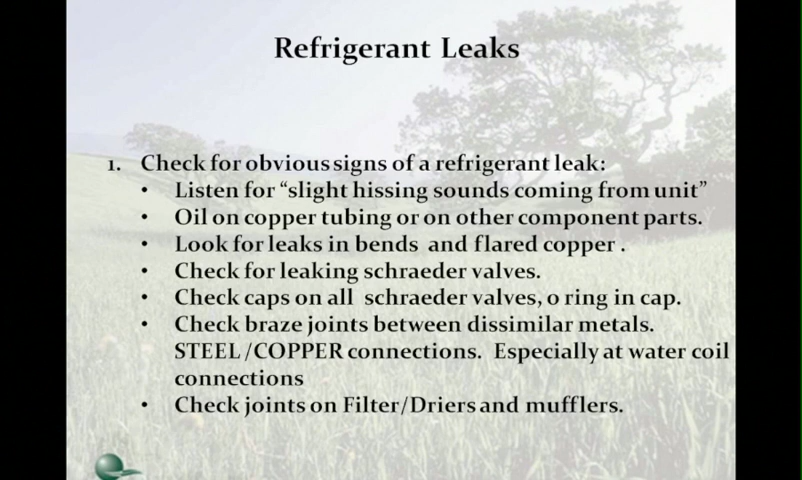 Refrigerant Leaks
1. Check for obvious signs of a refrigerant leak:
• Listen for “slight hissing sounds coming from unit”
• Oil on copper tubing or on other component parts.
• Look for leaks in bends and flared copper .
• Check for leaking schraeder valves.
• Check caps on all schraeder valves, o ring in cap.
• Check braze joints between dissimilar metals.
STEEL /COPPER connections. Especially at water coil
connections
• Check joints on Filter/Driers and mufflers.